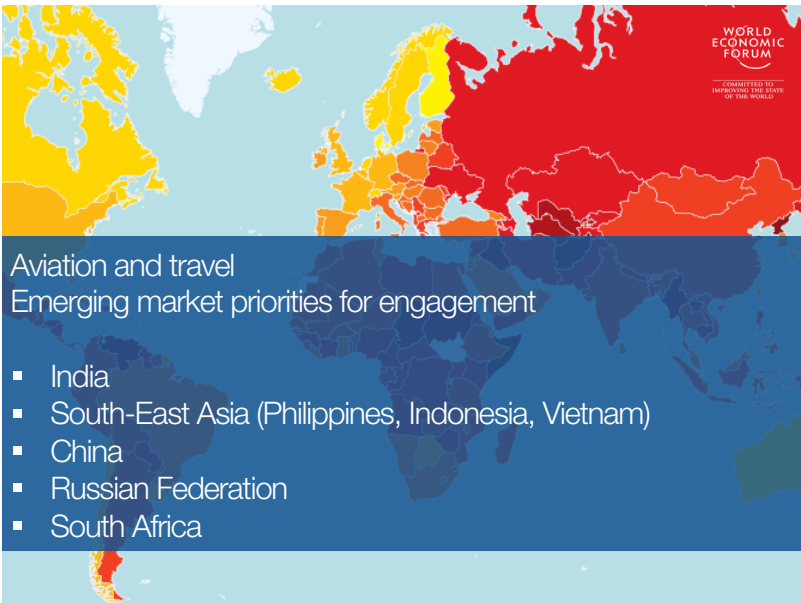 WORLD
ECONOMIC
FORUM
COMMITTED TO
IMPROVING THE STATE
OF THE WORLD
Aviation and travel
Emerging market priorities for engagement
▪ India
▪ South-East Asia (Philippines, Indonesia, Vietnam)
▪ China
▪ Russian Federation
▪ South Africa